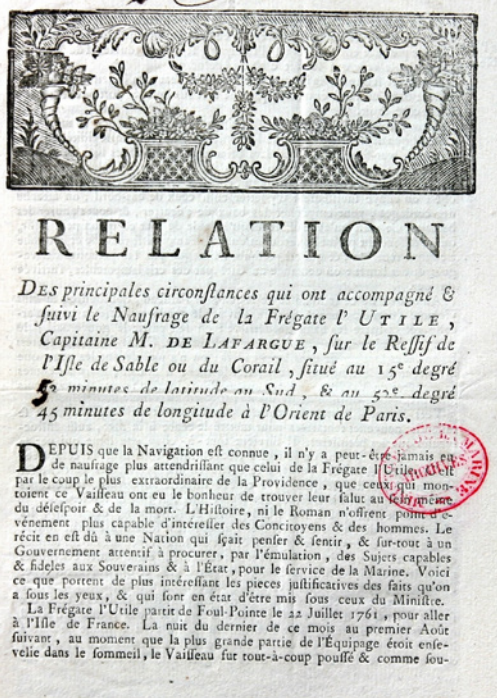 RELATION
DES principales circonſtances qui ont accompagné &
ſuivi le Naufrage de la Frégate l'UTILE,
Capitaine M. DE LAFARGUE, ſur le Reſſif de
l'Iſle de Sable ou du Corail, ſitué au 15e degré
5 minutes de latitude au Sud, & au 52e. degré
45 minutes de longitude à l'Orient de Paris.
DEPUIS que la Navigation eſt connue, il n'y a peut-être jamais eu
de naufrage plus attendriſſant que celui de la Frégate l'Utile, c'eſt
par le coup le plus extraordinaire de la Providence, que ceux qui mon-
toient ce Vaiſſeau ont eu le bonheur de trouver leur ſalut au ſein même
du déſeſpoir & de la mort. L'Hiſtoire, ni le Roman n'offrent point d'é-
vénement plus capable d'intéreſſer des Concitoyens & des hommes. Le
récit en eſt dû à une Nation qui ſçait penſer & ſentir, & ſur-tout à un
Gouvernement attentif à procurer, par l'émulation, des Sujets capables
& fideles aux Souverains & à l'État, pour le ſervice de la Marine. Voici
ce que portent de plus intéreſſant les pieces juſtificatives des faits qu'on
a ſous les yeux, & qui ſont en état d'être mis ſous ceux du Miniſtre.
La Frégate l'Utile partit de Foul-Pointe le 22 Juillet 1761, pour aller
à l'Iſle de France. La nuit du dernier de ce mois au premier Août
ſuivant, au moment que la plus grande partie de l'Équipage étoit enſe-
velie dans le ſommeil, le Vaiſſeau fut tout-à-coup pouſſé & comme ſou-
DE LA MARINE